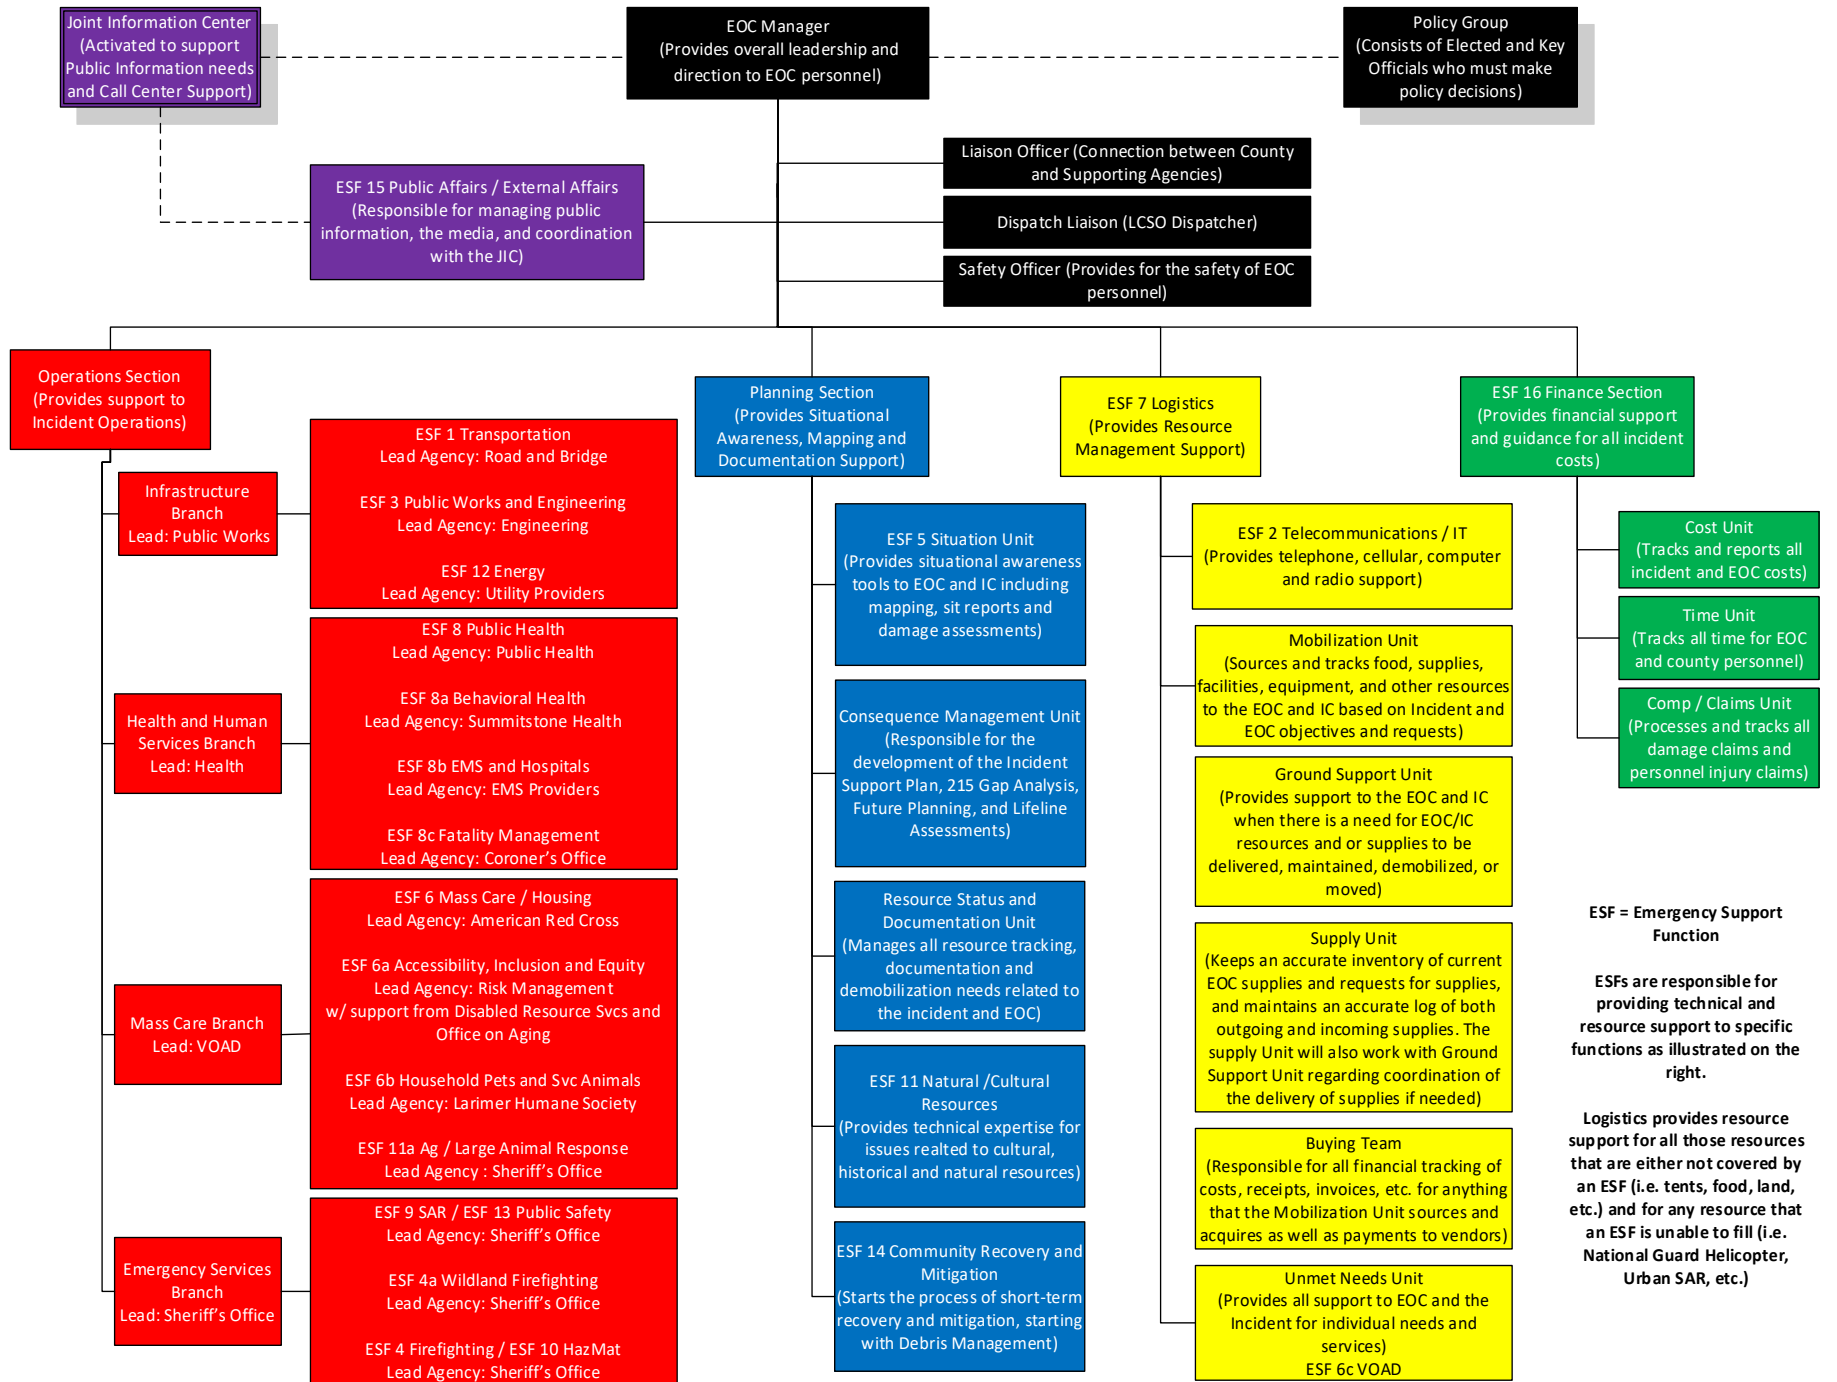 Joint Information Center
(Activated to support
Public Information needs
and Call Center Support)
EOC Manager
(Provides overall leadership and
direction to EOC personnel)
Policy Group
(Consists of Elected and Key
Officials who must make
policy decisions)
Liaison Officer (Connection between County
and Supporting Agencies)
ESF 15 Public Affairs / External Affairs
(Responsible for managing public
information, the media, and coordination
with the JIC)
Dispatch Liaison (LCSO Dispatcher)
Safety Officer (Provides for the safety of EOC
personnel)
Operations Section
(Provides support to
Incident Operations)
Infrastructure
Branch
Lead: Public Works
ESF 1 Transportation
Lead Agency: Road and Bridge
ESF 3 Public Works and Engineering
Lead Agency: Engineering
ESF 12 Energy
Lead Agency: Utility Providers
Health and Human
Services Branch
Lead: Health
ESF 8 Public Health
Lead Agency: Public Health
ESF 8a Behavioral Health
Lead Agency: Summitstone Health
ESF 8b EMS and Hospitals
Lead Agency: EMS Providers
ESF 8c Fatality Management
Lead Agency: Coroner's Office
Mass Care Branch
Lead: VOAD
ESF 6 Mass Care / Housing
Lead Agency: American Red Cross
ESF 6a Accessibility, Inclusion and Equity
Lead Agency: Risk Management
w/ support from Disabled Resource Svcs and
Office on Aging
ESF 6b Household Pets and Svc Animals
Lead Agency: Larimer Humane Society
ESF 11a Ag / Large Animal Response
Lead Agency : Sheriff's Office
Emergency Services
Branch
Lead: Sheriff's Office
ESF 9 SAR / ESF 13 Public Safety
Lead Agency: Sheriff's Office
ESF 4a Wildland Firefighting
Lead Agency: Sheriff's Office
ESF 4 Firefighting / ESF 10 HazMat
Lead Agency: Sheriff's Office
Planning Section
(Provides Situational
Awareness, Mapping and
Documentation Support)
ESF 5 Situation Unit
(Provides situational awareness
tools to EOC and IC including
mapping, sit reports and
damage assessments)
Consequence Management Unit
(Responsible for the
development of the Incident
Support Plan, 215 Gap Analysis,
Future Planning, and Lifeline
Assessments)
Resource Status and
Documentation Unit
(Manages all resource tracking,
documentation and
demobilization needs related to
the incident and EOC)
ESF 11 Natural /Cultural
Resources
(Provides technical expertise for
issues realted to cultural,
historical and natural resources)
ESF 14 Community Recovery and
Mitigation
(Starts the process of short-term
recovery and mitigation, starting
with Debris Management)
ESF 7 Logistics
(Provides Resource
Management Support)
ESF 2 Telecommunications / IT
(Provides telephone, cellular, computer
and radio support)
Mobilization Unit
(Sources and tracks food, supplies,
facilities, equipment, and other resources
to the EOC and IC based on Incident and
EOC objectives and requests)
Ground Support Unit
(Provides support to the EOC and IC
when there is a need for EOC/IC
resources and or supplies to be
delivered, maintained, demobilized, or
moved)
Supply Unit
(Keeps an accurate inventory of current
EOC supplies and requests for supplies,
and maintains an accurate log of both
outgoing and incoming supplies. The
supply Unit will also work with Ground
Support Unit regarding coordination of
the delivery of supplies if needed)
Buying Team
(Responsible for all financial tracking of
costs, receipts, invoices, etc. for anything
that the Mobilization Unit sources and
acquires as well as payments to vendors)
Unmet Needs Unit
(Provides all support to EOC and the
Incident for individual needs and
services)
ESF 6c VOAD
ESF 16 Finance Section
(Provides financial support
and guidance for all incident
costs)
Cost Unit
(Tracks and reports all
incident and EOC costs)
Time Unit
(Tracks all time for EOC
and county personnel)
Comp / Claims Unit
(Processes and tracks all
damage claims and
personnel injury claims)
ESF = Emergency Support
Function
ESFs are responsible for
providing technical and
resource support to specific
functions as illustrated on the
right.
Logistics provides resource
support for all those resources
that are either not covered by
an ESF (i.e. tents, food, land,
etc.) and for any resource that
an ESF is unable to fill (i.e.
National Guard Helicopter,
Urban SAR, etc.)